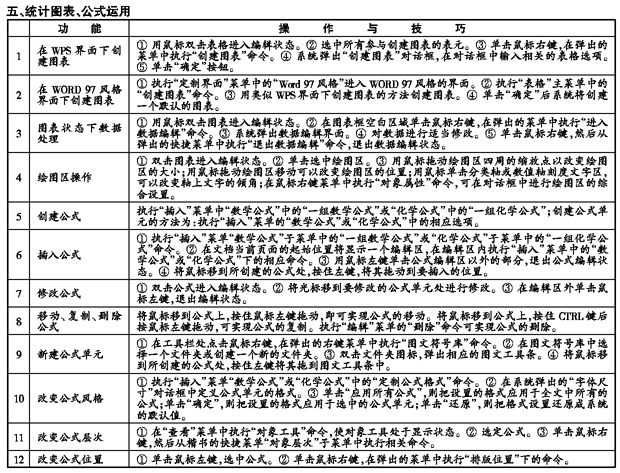 五、统计图表、公式运用
功 能
操 作 与 技 巧
1
在 WPS 界面下创
建图表
① 用鼠标双击表格进入编辑状态。② 选中所有参与创建图表的表元。③ 单击鼠标右键,在弹出的
菜单中执行“创建图表”命令。④ 系统弹出“创建图表”对话框,在对话框中输入相关的表格选项。
⑤ 单击“确定”按钮。
2
在 WORD 97 风格
界面下创建图表
① 执行“定制界面”菜单中的“Word 97 风格”进入 WORD 97 风格的界面。② 执行“表格”主菜单中的
“创建图表”命令。③ 用类似 WPS 界面下创建图表的方法创建图表。④ 单击“确定”后系统将创建
一个默认的图表。
3
图表状态下数据
处理
① 用鼠标双击图表进入编辑状态。② 在图表框空白区域单击鼠标右键,在弹出的菜单中执行“进入
数据编辑”命令。③ 系统弹出数据编辑界面。④ 对数据进行适当修改。⑤ 单击鼠标右键,然后从
弹出的快捷菜单中执行“退出数据编辑”命令,退出数据编辑状态。
4
绘图区操作
① 双击图表进入编辑状态。② 单击选中绘图区。③ 用鼠标拖动绘图区四周的缩放点以改变绘图
区的大小;用鼠标拖动绘图区移动可以改变绘图区的位置;用鼠标单击分类轴或数值轴刻度文字区,
可以改变轴上文字的倾角;在鼠标右键菜单中执行“对象属性”命令,可在对话框中进行绘图区的综
合设置。
5
创建公式
执行“插入”菜单中“数学公式”中的“一组数学公式”或“化学公式”中的“一组化学公式”;创建公式单
元的方法为:执行“插入”菜单的“数学公式”或“化学公式”中的相应选项。
6
插入公式
① 执行“插入”菜单“数学公式”子菜单中的“一组数学公式”或“化学公式”子菜单中的“一组化学公
式”命令。② 在文档当前页面的起始位置将显示一个编辑区,在编辑区内执行“插入”菜单中的“数
学公式”或“化学公式”下的相应命令。③ 用鼠标左键单击公式编辑区以外的部分,退出公式编辑状
态。④ 将鼠标移到所创建的公式处,按住左键,将其拖动到要插入的位置。
7
修改公式
① 双击公式进入编辑状态。② 将光标移到要修改的公式单元处进行修改。③ 在编辑区外单击鼠
标左键,退出编辑状态。
8
移动、复制、删除
公式
将鼠标移到公式上,按住鼠标左键拖动,即可实现公式的移动。将鼠标移到公式上,按住 CTRL 键后
按鼠标左键拖动,可实现公式的复制。执行“编辑”菜单的“删除”命令可实现公式的删除。
9
新建公式单元
① 在工具栏处点击鼠标右键,在弹出的右键菜单中执行“图文符号库”命令。② 在图文符号库中选
择一个文件夹或创建一个新的文件夹。③ 双击文件夹图标,弹出相应的图文工具条。④ 将鼠标移
到所创建的公式处,按住左键将其拖到图文工具条中。
10
改变公式风格
① 执行“插入”菜单“数学公式”或“化学公式”中的“定制公式格式”命令。② 在系统弹出的“字体尺
寸”对话框中定义公式单元的格式。③ 单击“应用所有公式”,则把设置的格式应用于全文中所有的
公式;单击“确定”,则把设置的格式应用于选中的公式单元;单击“还原”,则把格式设置还原成系统
的默认值。
11
改变公式层次
① 在“查看”菜单中执行“对象工具”命令,使对象工具处于显示状态。② 选定公式。③ 单击鼠标右
键,然后从楷书的快捷菜单“对象层次”子菜单中执行相关命令。
12
改变公式位置
① 单击鼠标左键,选中公式。② 单击鼠标右键,在弹出的菜单中执行“排版位置”下的命令。